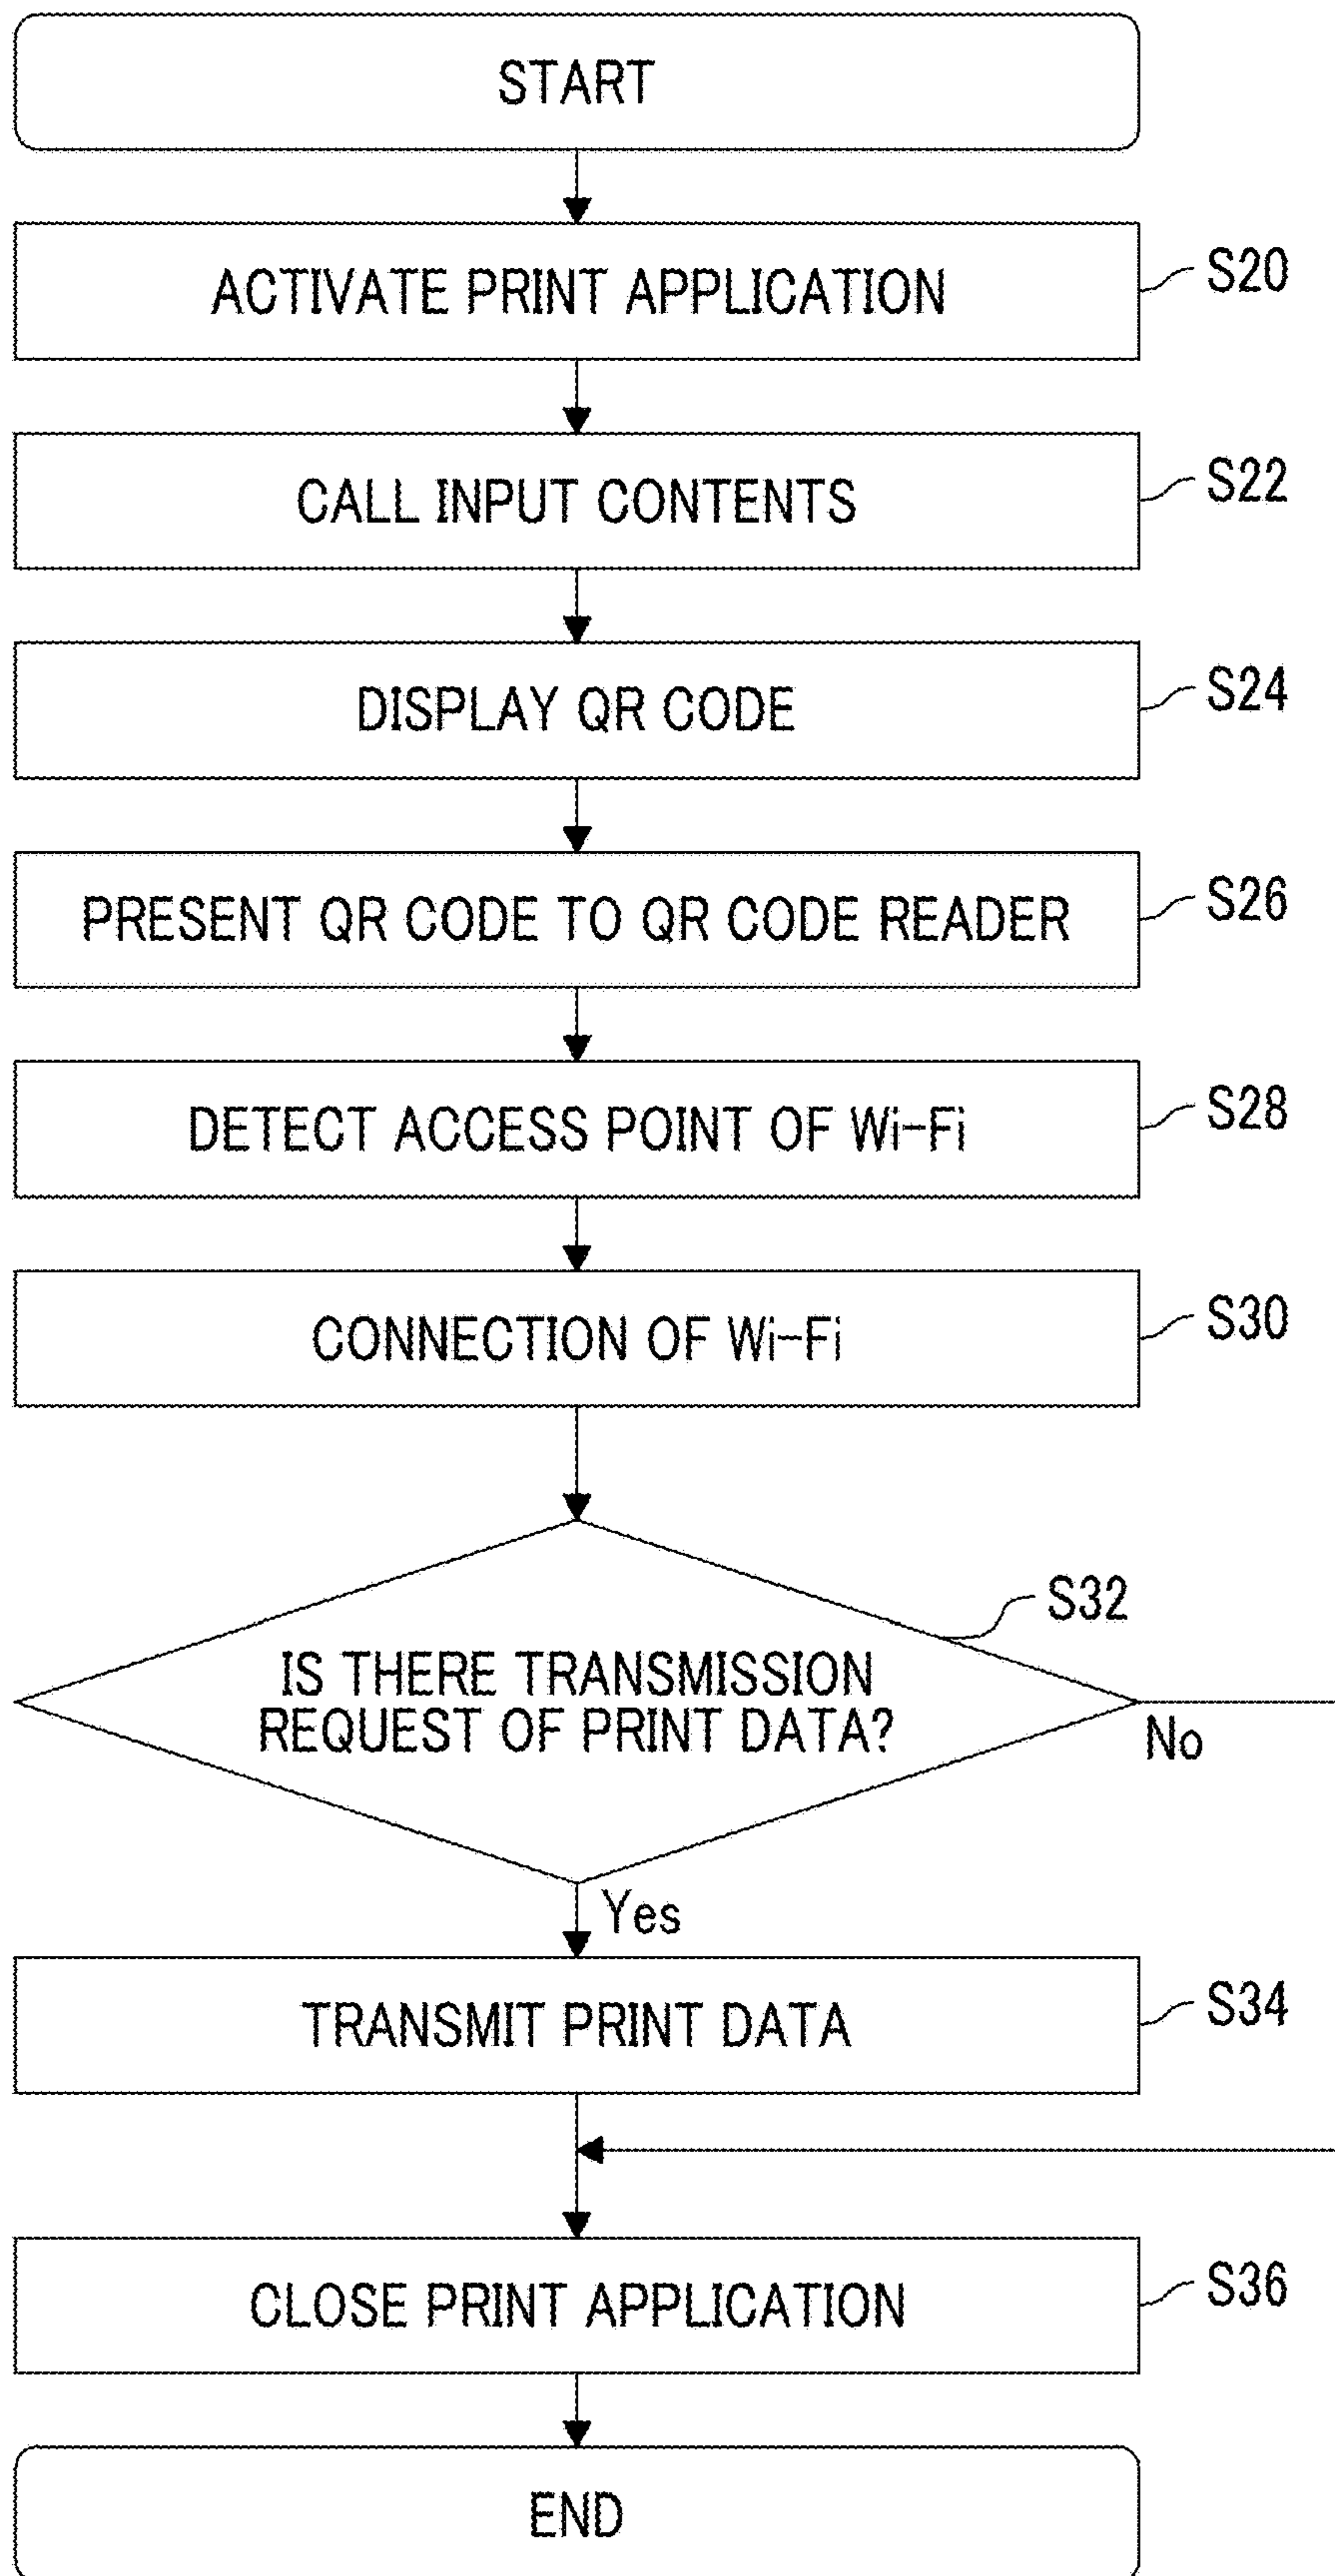 START
ACTIVATE PRINT APPLICATION
S20
CALL INPUT CONTENTS
S22
DISPLAY QR CODE
S24
PRESENT QR CODE TO QR CODE READER
S26
DETECT ACCESS POINT OF Wi-Fi
S28
CONNECTION OF Wi-Fi
S30
S32
IS THERE TRANSMISSION
REQUEST OF PRINT DATA?
No
Yes
TRANSMIT PRINT DATA
S34
CLOSE PRINT APPLICATION
S36
END